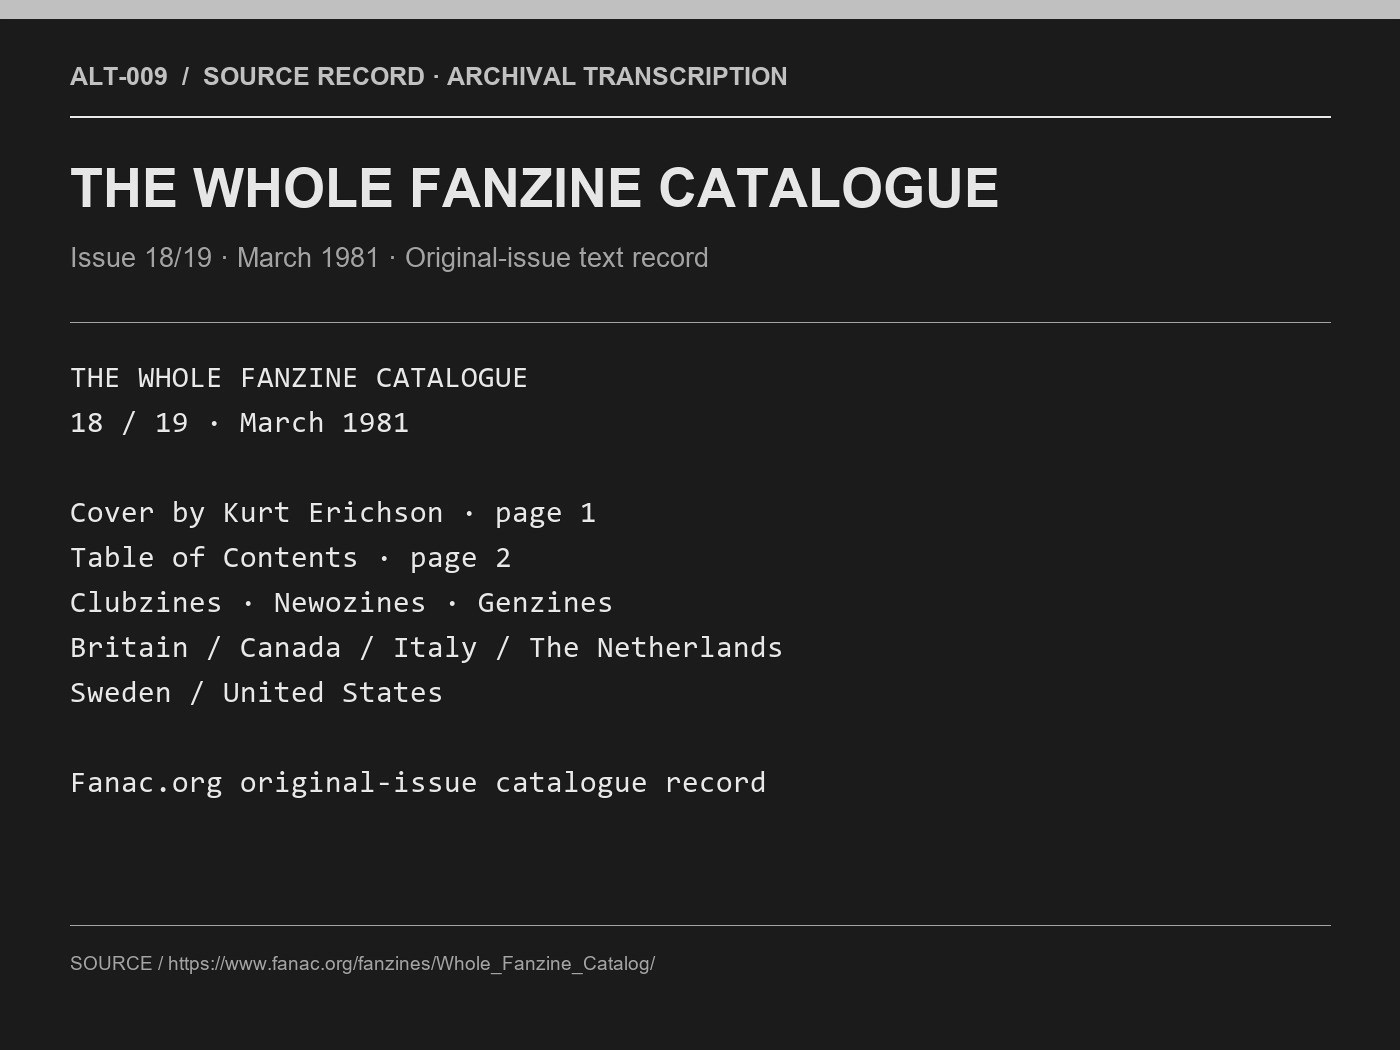 ALT-009 / SOURCE RECORD · ARCHIVAL TRANSCRIPTION
THE WHOLE FANZINE CATALOGUE
Issue 18/19 · March 1981 · Original-issue text record
THE WHOLE FANZINE CATALOGUE
18 / 19 · March 1981
Cover by Kurt Erichson · page 1
Table of Contents · page 2
Clubzines · Newozines · Genzines
Britain / Canada / Italy / The Netherlands
Sweden / United States
Fanac.org original-issue catalogue record
SOURCE / https://www.fanac.org/fanzines/Whole_Fanzine_Catalog/